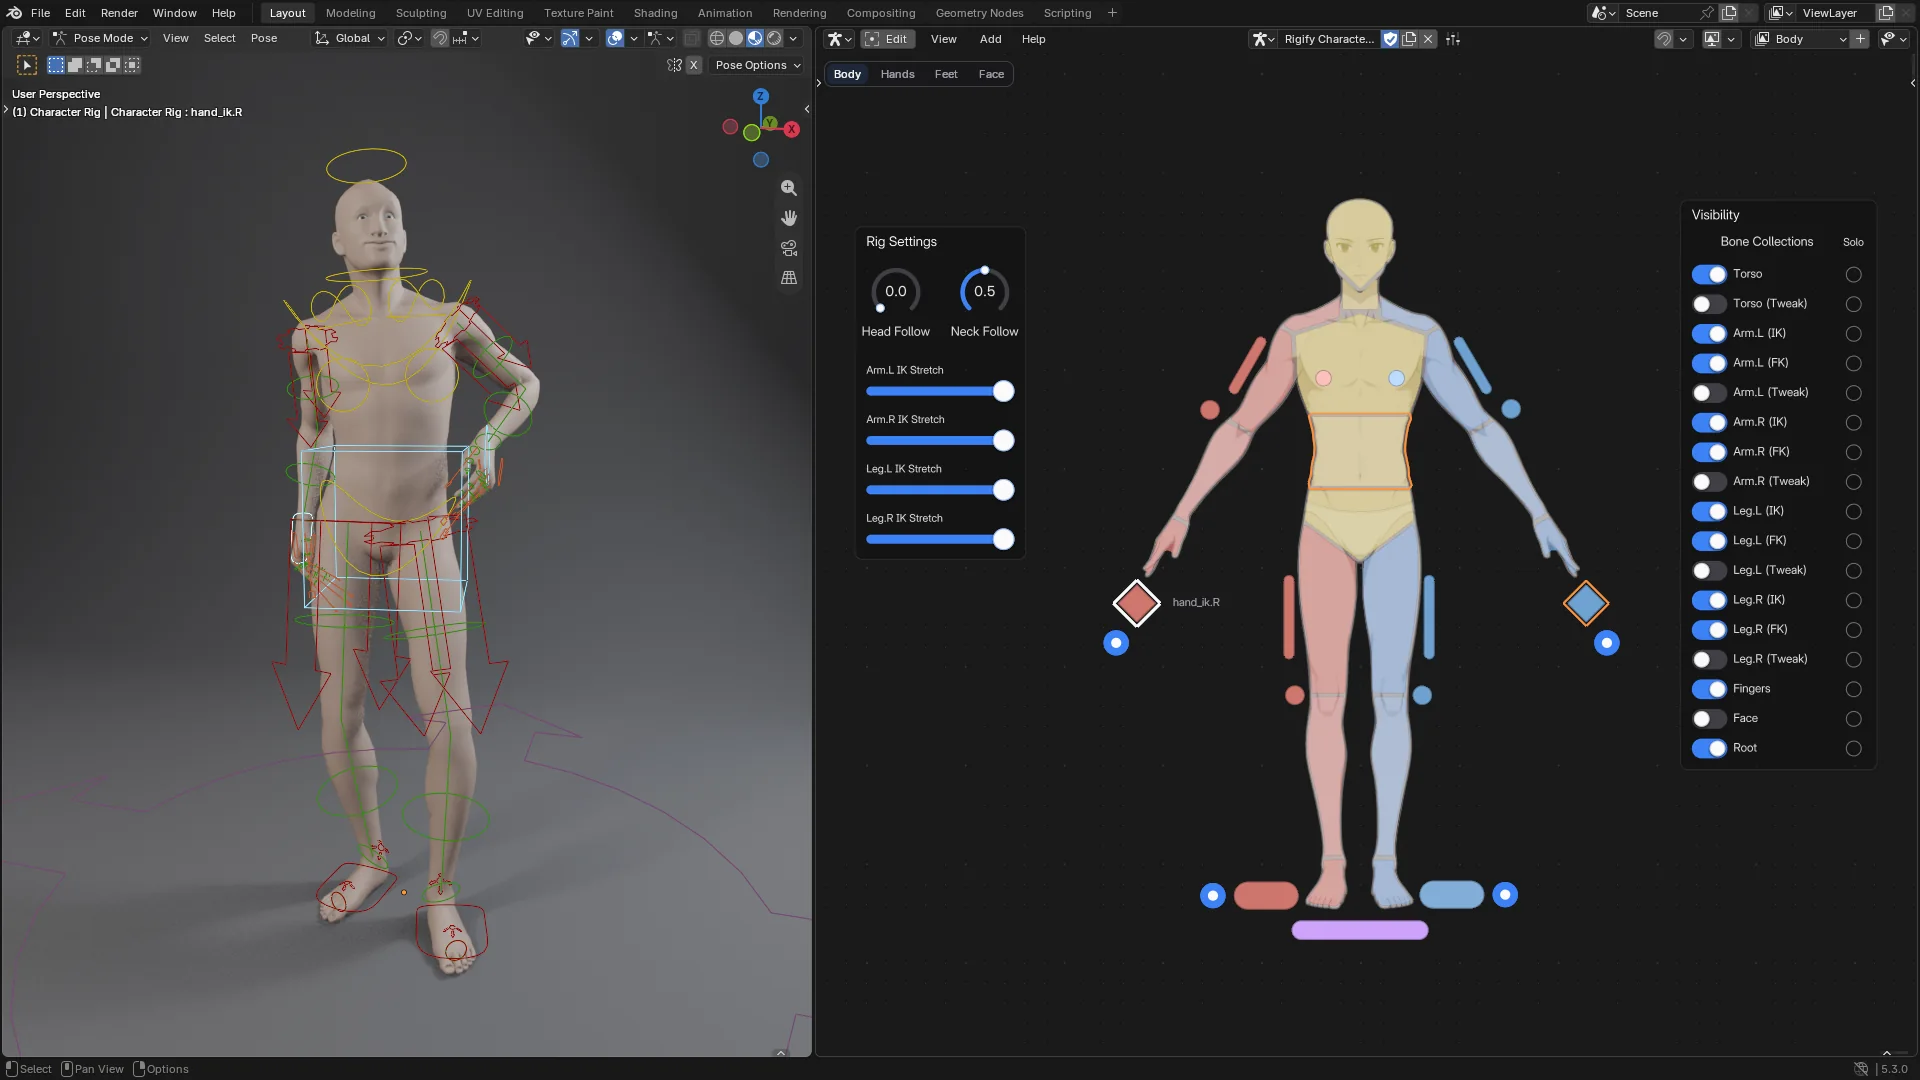 File Edit Render Window Help Layout Modeling Sculpting UV Editing Texture Paint Shading Animation Rendering Compositing Geometry Nodes Scripting Scene ViewLayer
Pose Mode View Select Pose Global
Edit View Add Help Rigify Characte... Body
X Pose Options
Body Hands Feet Face
User Perspective
(1) Character Rig | Character Rig : hand_ik.R
Z
Y
X
Rig Settings
0.0 0.5
Head Follow Neck Follow
Arm.L IK Stretch
Arm.R IK Stretch
Leg.L IK Stretch
Leg.R IK Stretch
hand_ik.R
Visibility
Bone Collections Solo
Torso
Torso (Tweak)
Arm.L (IK)
Arm.L (FK)
Arm.L (Tweak)
Arm.R (IK)
Arm.R (FK)
Arm.R (Tweak)
Leg.L (IK)
Leg.L (FK)
Leg.L (Tweak)
Leg.R (IK)
Leg.R (FK)
Leg.R (Tweak)
Fingers
Face
Root
Select Pan View Options
5.3.0